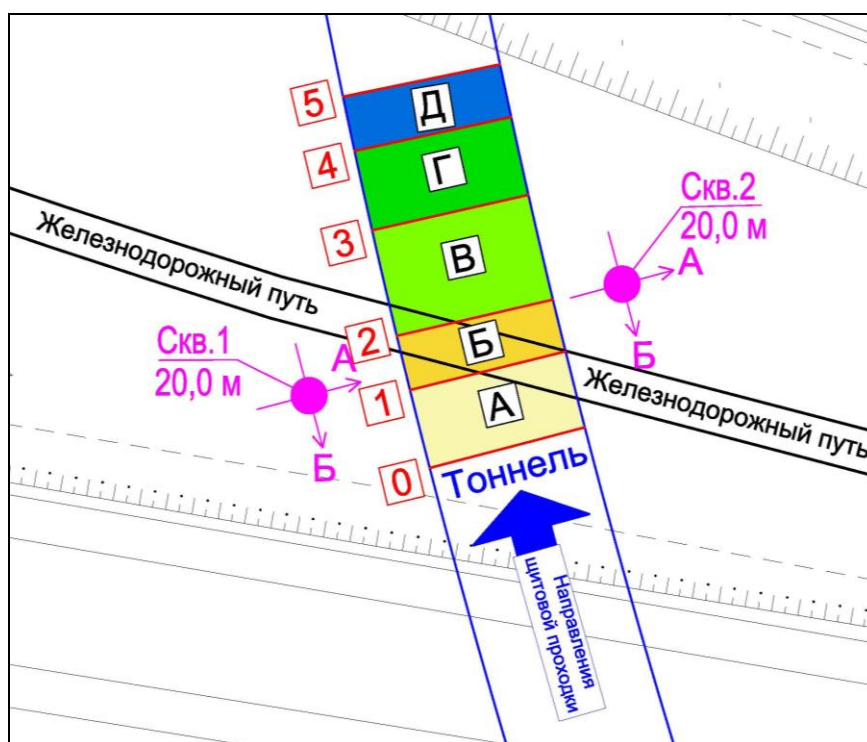 5
Д
4
Г
Скв.2
20,0 м
А
Б
3
В
Железнодорожный путь
2
Б
Скв.1
20,0 м
А
Б
1
А
Железнодорожный путь
0
Тоннель
Направления
щитовой проходки